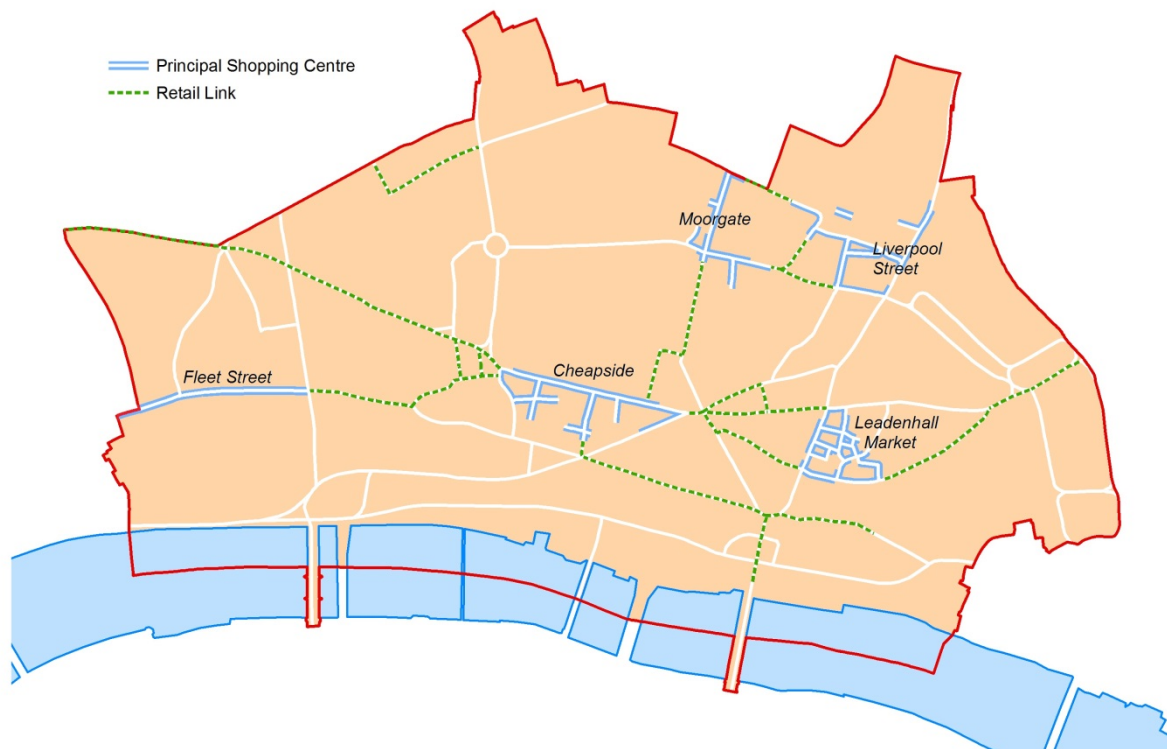 Principal Shopping Centre
Retail Link
Moorgate
Liverpool
Street
Cheapside
Fleet Street
Leadenhall
Market